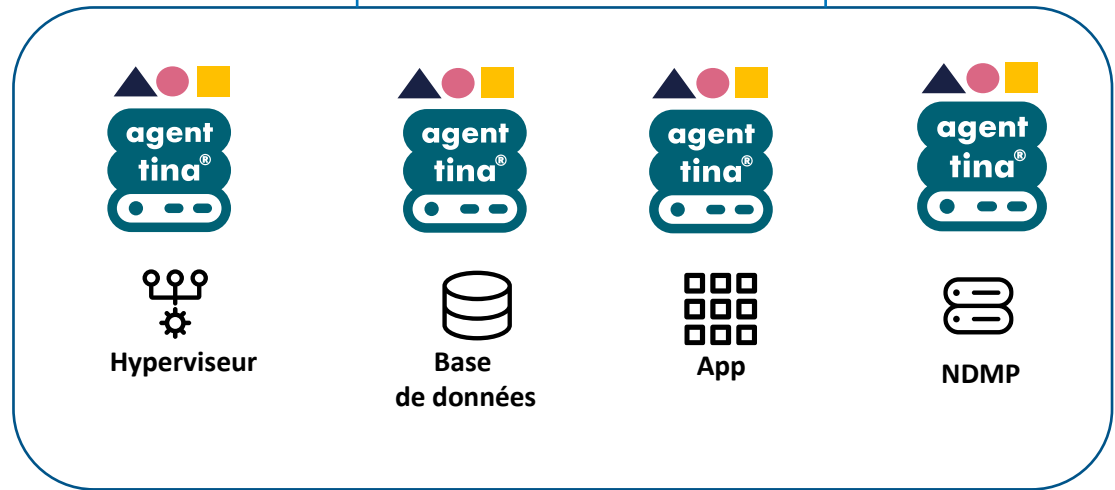 agent
tina®
agent
tina®
agent
tina®
agent
tina®
Hyperviseur
Base
de données
App
NDMP